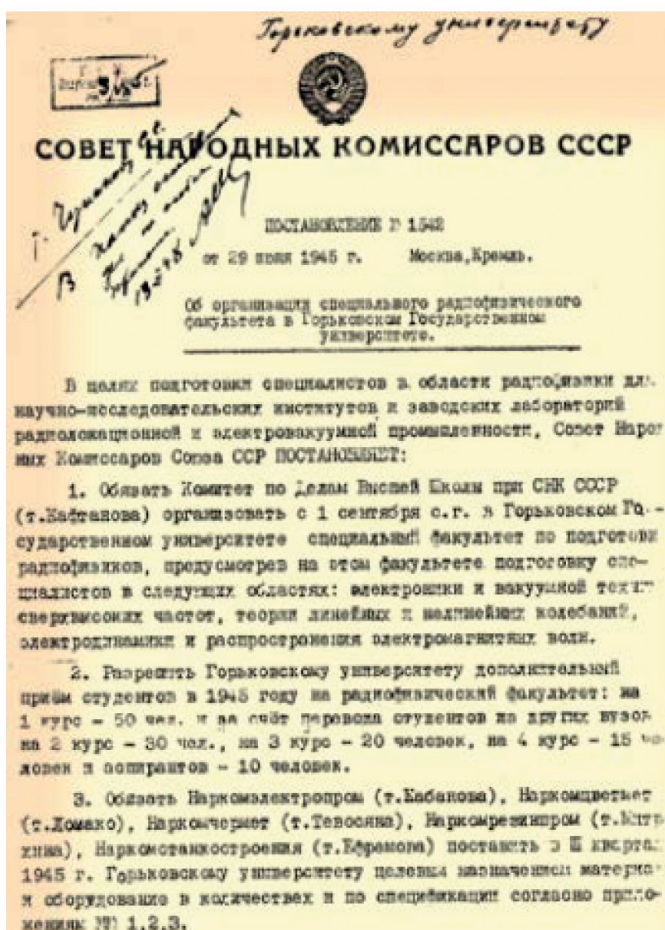 Горьковскому университету
СОВЕТ НАРОДНЫХ КОМИССАРОВ СССР
ПОСТАНОВЛЕНИЕ № 1542
от 29 июня 1945 г. Москва, Кремль.
Об организации специального радиофизического
факультета в Горьковском Государственном
университете.
В целях подготовки специалистов в области радиофизики для
научно-исследовательских институтов и заводских лабораторий
радиолокационной и электровакуумной промышленности, Совет Народ
ных Комиссаров Союза ССР ПОСТАНОВЛЯЕТ:
1. Обязать Комитет по Делам Высшей Школы при СНК СССР
(т.Кафтанова) организовать с 1 сентября с.г. в Горьковском Го-
сударственном университете специальный факультет по подготовк
радиофизиков, предусмотрев на этом факультете подготовку спе-
циалистов в следующих областях: электроники и вакуумной техни
сверхвысоких частот, теории линейных и нелинейных колебаний,
электродинамики и распространения электромагнитных волн.
2. Разрешить Горьковскому университету дополнительный
приём студентов в 1945 году на радиофизический факультет: на
1 курс - 50 чел. и за счёт перевода студентов из других вузов
на 2 курс - 30 чел., на 3 курс - 20 человек, на 4 курс - 15 че
ловек и аспирантов - 10 человек.
3. Обязать Наркомэлектропром (т.Кабанова), Наркомцветмет
(т.Ломако), Наркомчермет (т.Тевосяна), Наркомрезинпром (т.Митр
хина), Наркомстанкостроения (т.Ефремова) поставить в III кварта
1945 г. Горьковскому университету целевым назначением материа
и оборудование в количествах и по спецификации согласно прило-
жениям №№ 1,2,3.